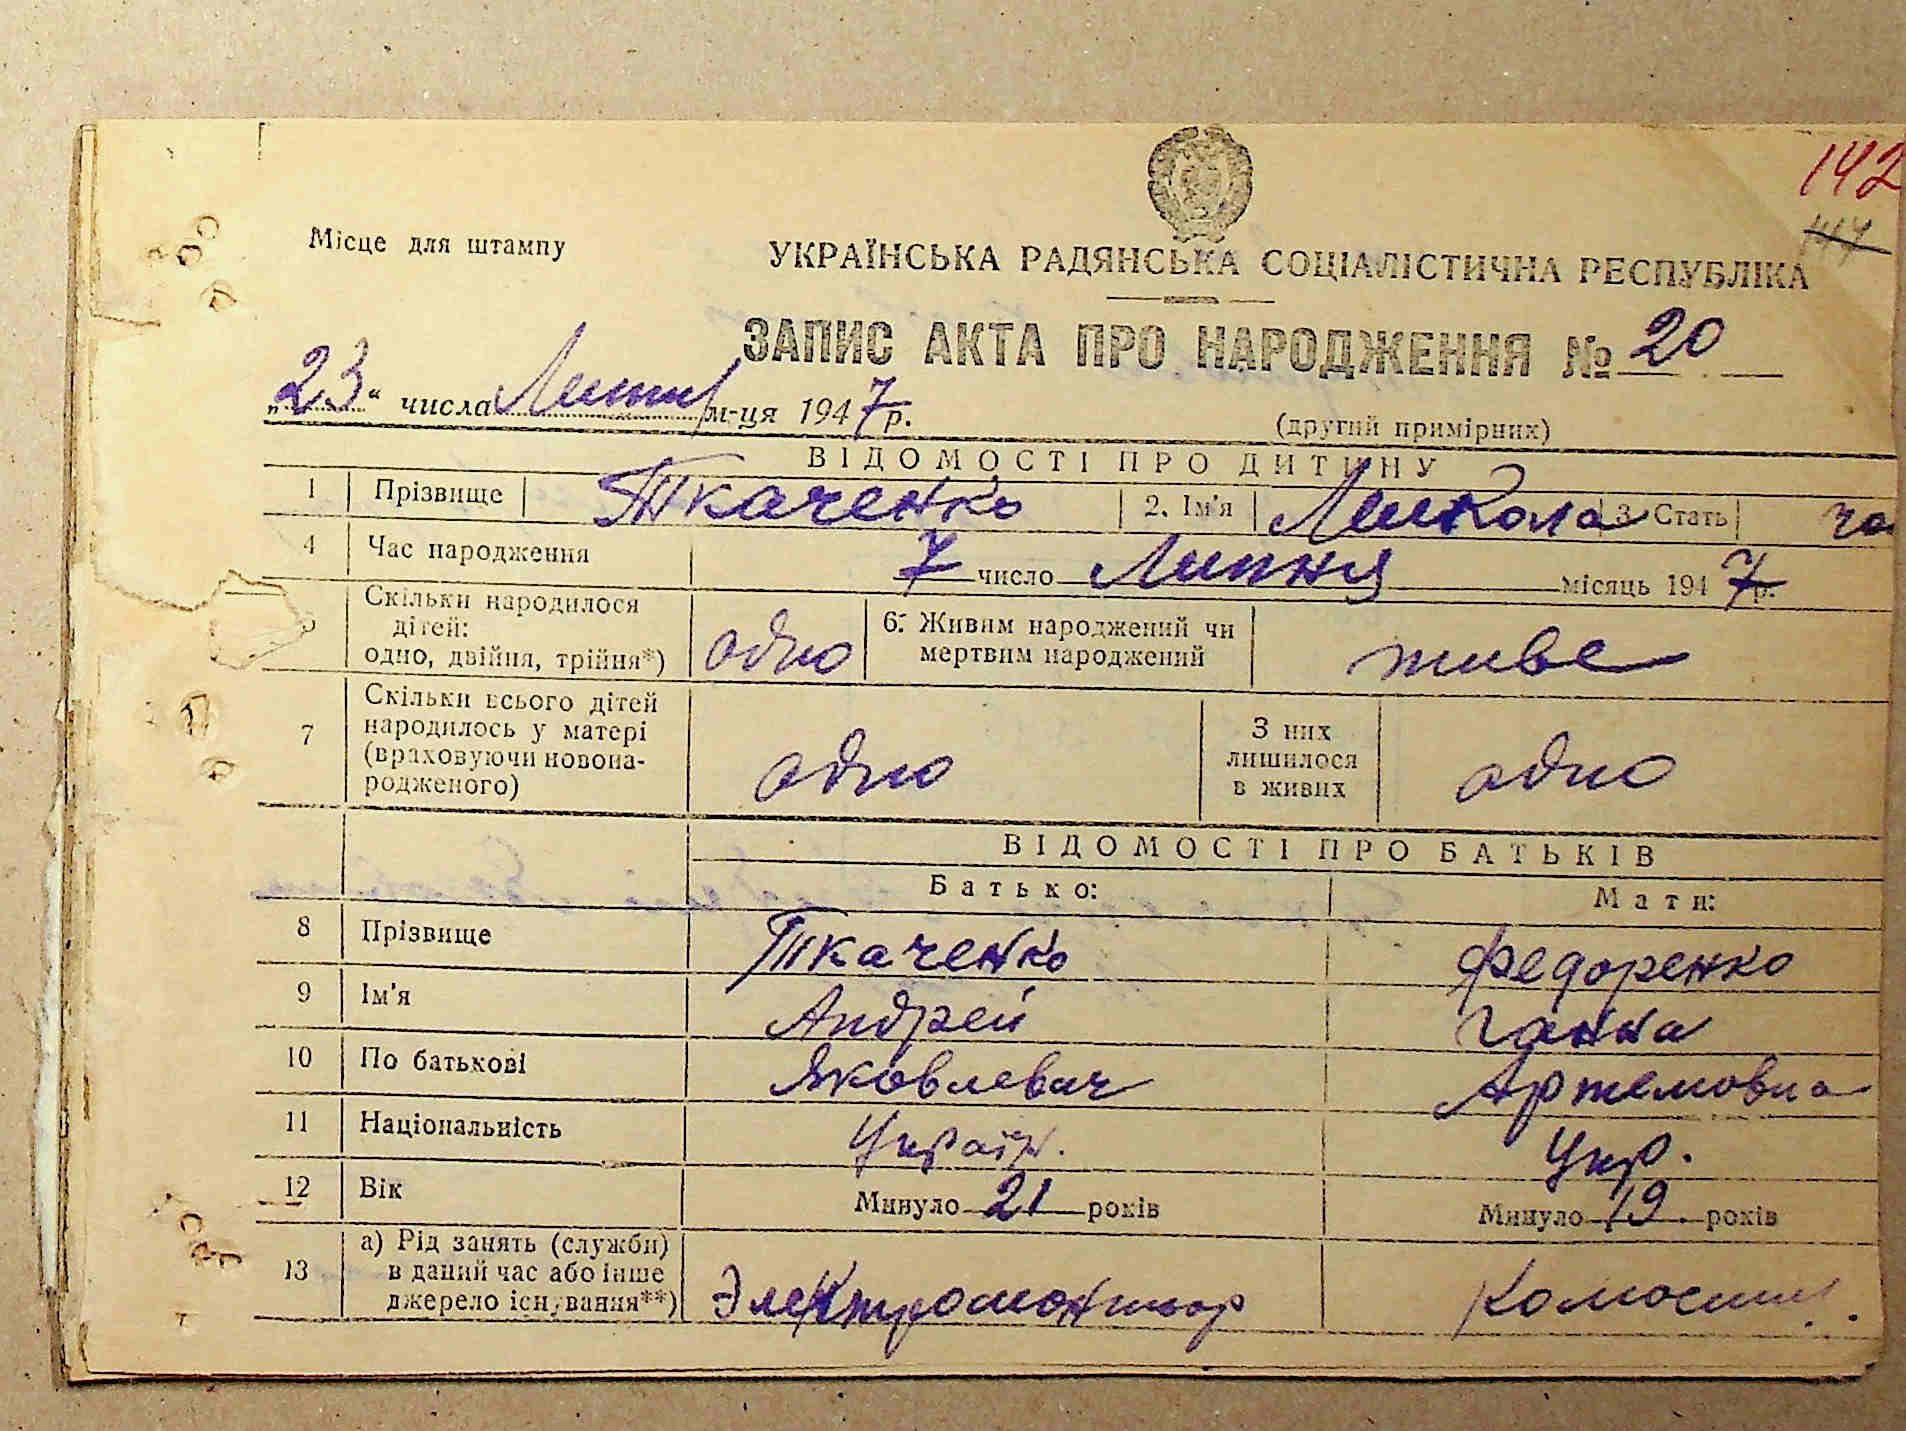 142
Місце для штампу
УКРАЇНСЬКА РАДЯНСЬКА СОЦІАЛІСТИЧНА РЕСПУБЛІКА
ЗАПИС АКТА ПРО НАРОДЖЕННЯ № 20
„23“ числа м-ця 1947 р.
(другий примірник)
ВІДОМОСТІ ПРО ДИТИНУ
1 Прізвище Ткаченко 2. Ім'я Микола 3 Стать чо
4 Час народження 7 число Липня місяць 1947 р.
5 Скільки народилося
дітей:
одно, двійня, трійня*) одно 6. Живим народжений чи
мертвим народжений живе
7 Скільки всього дітей
народилось у матері
(враховуючи новона-
родженого) одно З них
лишилося
в живих одно
ВІДОМОСТІ ПРО БАТЬКІВ
Батько: Мати:
8 Прізвище Ткаченко Федоренко
9 Ім'я Андрей Ганна
10 По батькові Яковлевич Артемовна
11 Національність Україн. Укр.
12 Вік Минуло 21 років Минуло 19 років
13 а) Рід занять (служби)
в даний час або інше
джерело існування**) Электромонтьор